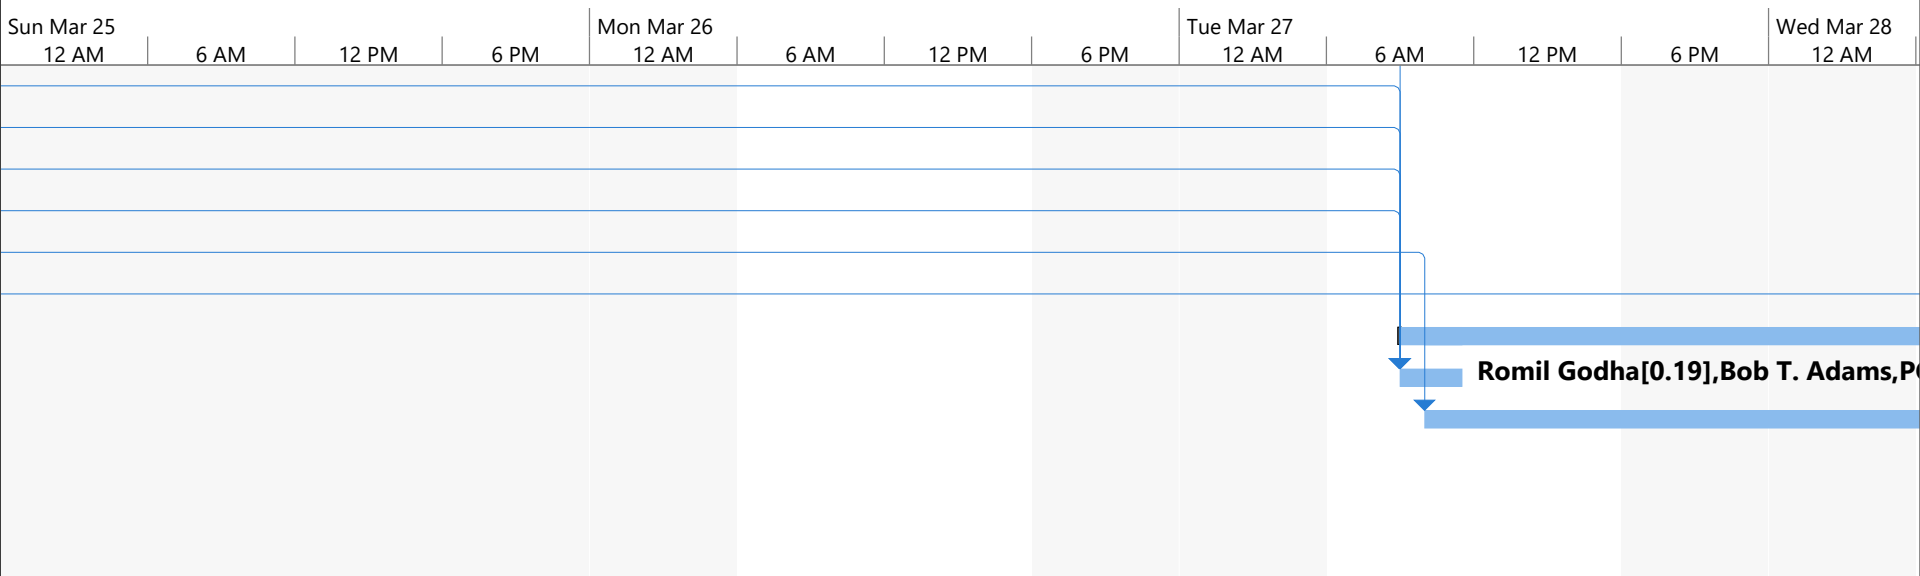 Sun Mar 25 Mon Mar 26 Tue Mar 27 Wed Mar 28
12 AM 6 AM 12 PM 6 PM 12 AM 6 AM 12 PM 6 PM 12 AM 6 AM 12 PM 6 PM 12 AM
Romil Godha[0.19],Bob T. Adams,